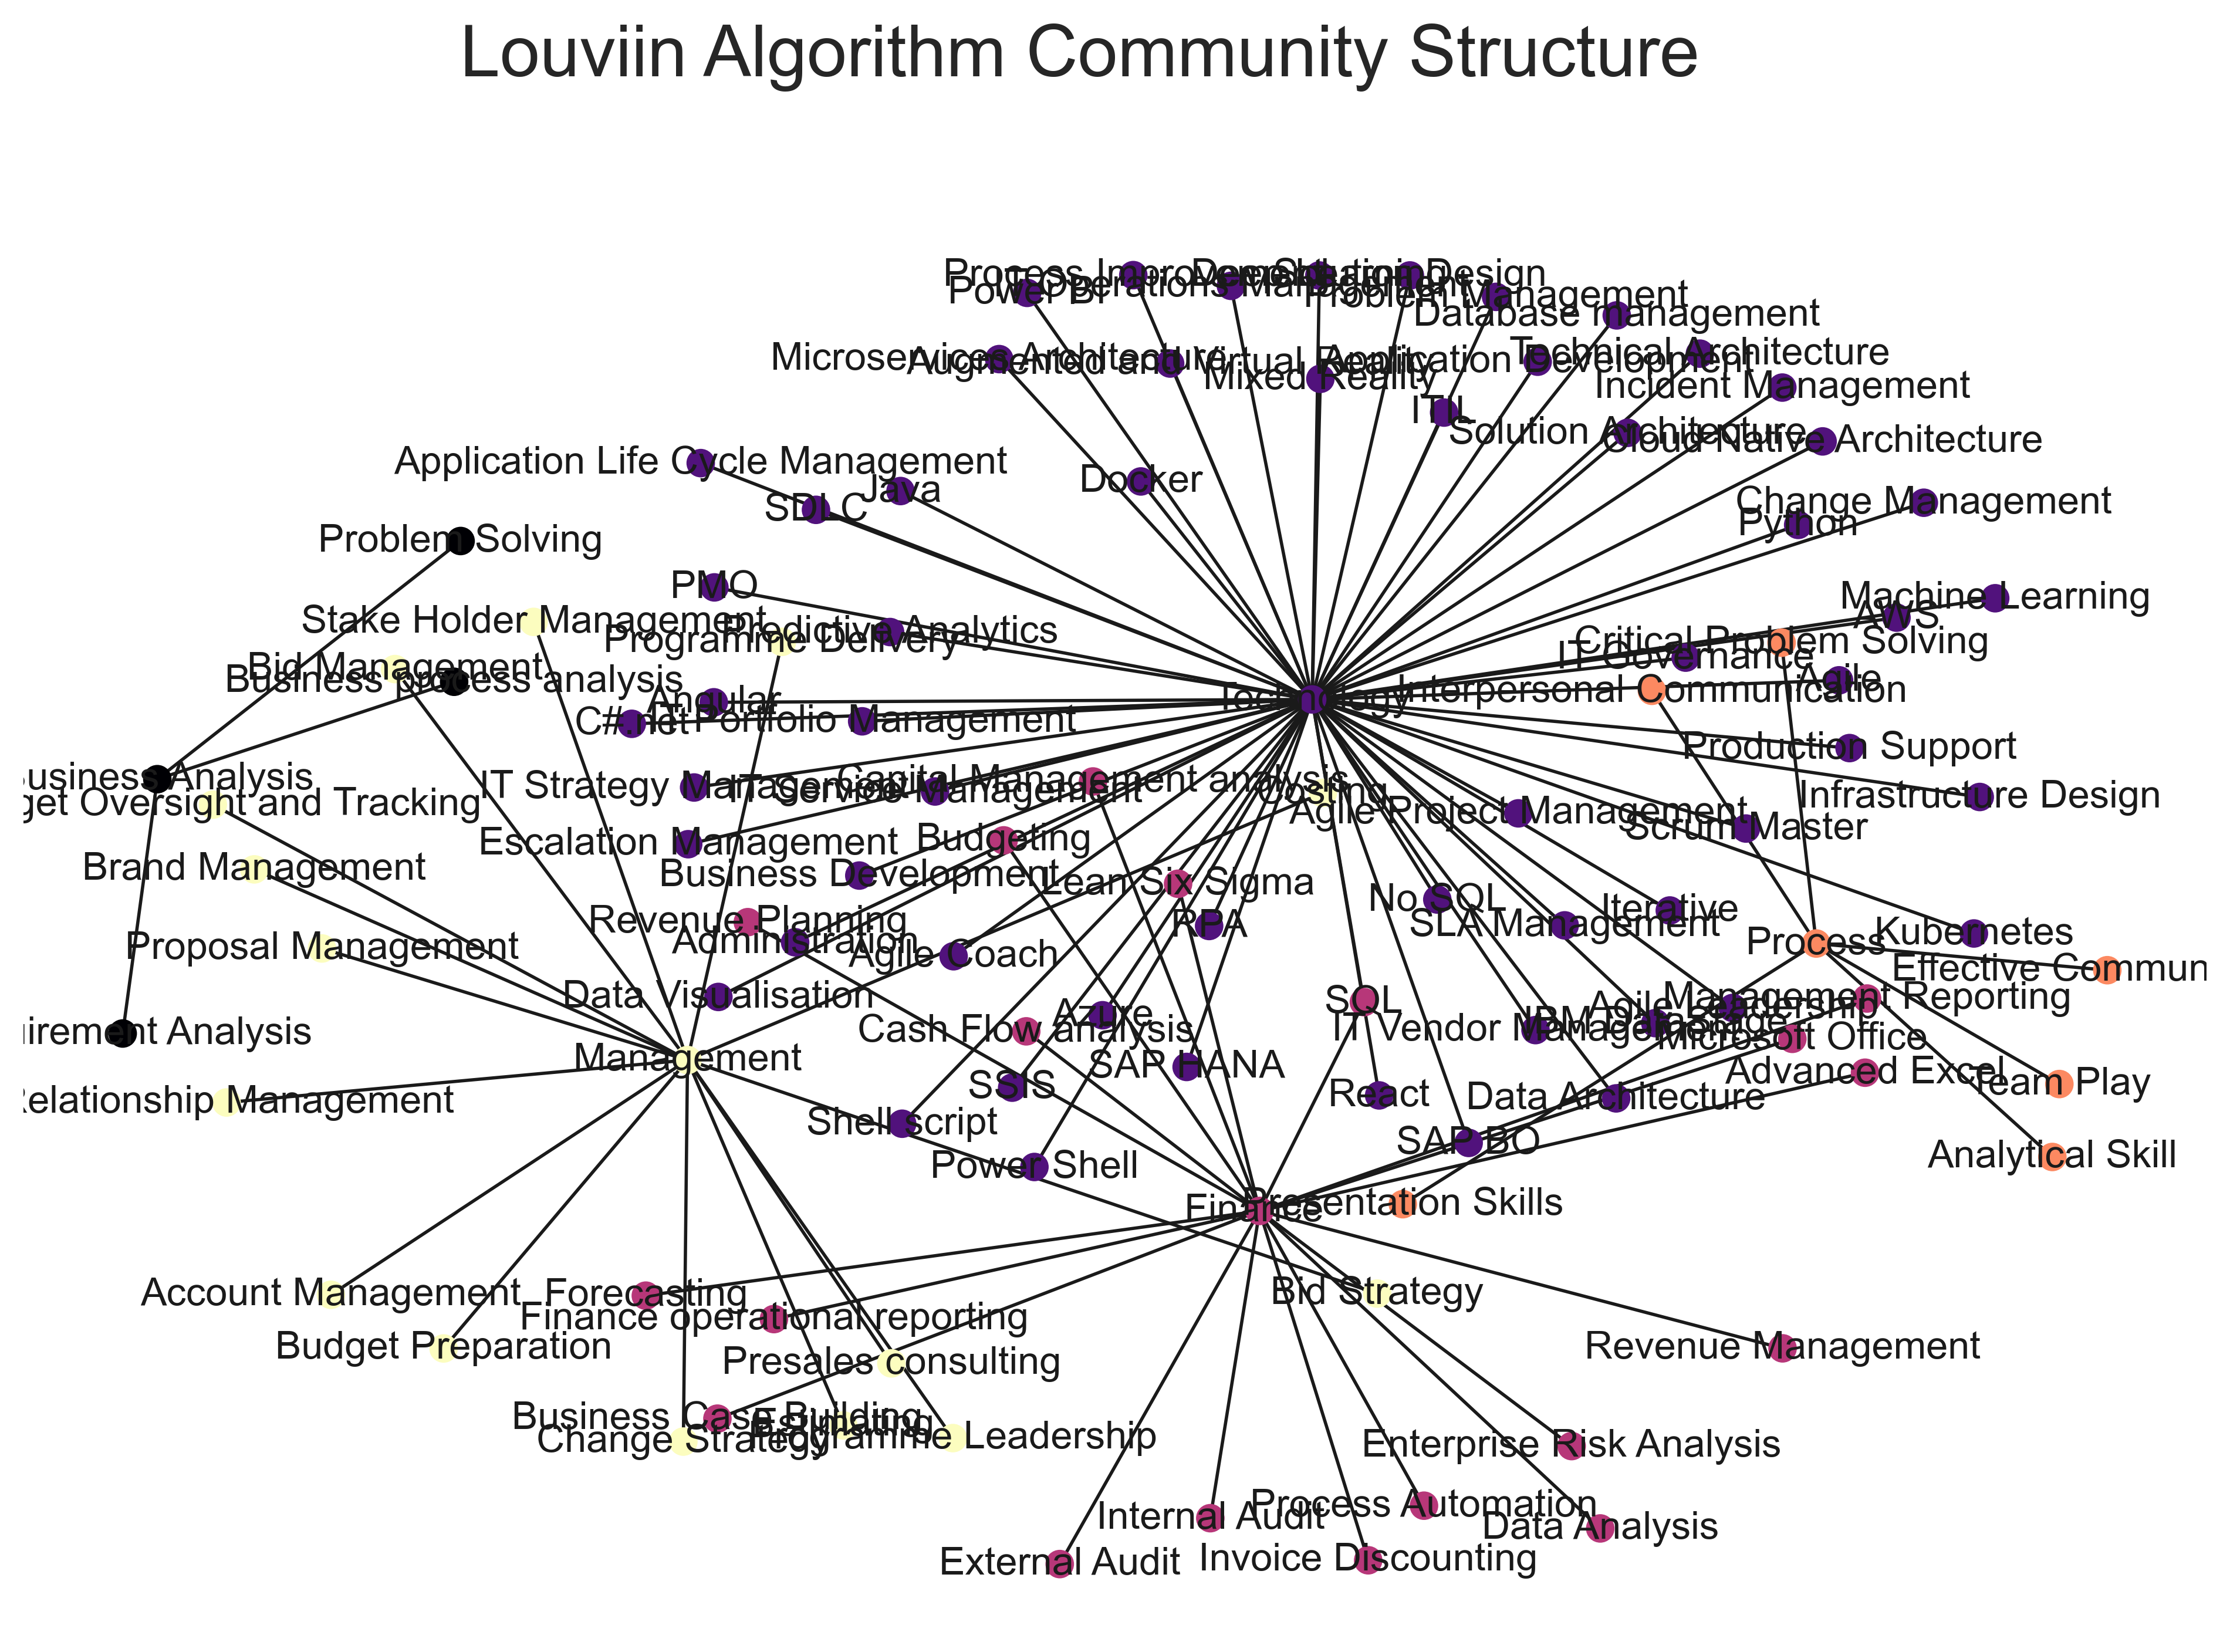 Louviin Algorithm Community Structure
Process Improvement
Deep Learning
Solution Design
Power BI
IT Operations Management
Problem Management
Database management
Microservices Architecture
Augmented and Virtual Reality
Mixed Reality
Application Development
Technical Architecture
Incident Management
ITIL
Solution Architecture
Cloud Native Architecture
Application Life Cycle Management
Java
Docker
SDLC
Change Management
Python
Problem Solving
PMO
Machine Learning
AWS
Stake Holder Management
Programme Delivery
Predictive Analytics
Critical Problem Solving
IT Governance
Bid Management
Business process analysis
Agile
Angular
Technology
Interpersonal Communication
C#.net
IT Portfolio Management
Production Support
usiness Analysis
IT Strategy Management
IT Service Management
Capital Management analysis
Costing
Infrastructure Design
get Oversight and Tracking
Agile Project Management
Scrum Master
Escalation Management
Budgeting
Brand Management
Business Development
Lean Six Sigma
No SQL
Iterative
Revenue Planning
RPA
SLA Management
Proposal Management
Administration
Agile Coach
Process
Kubernetes
Effective Commun
Data Visualisation
SQL
Management Reporting
Agile Leadership
uirement Analysis
Cash Flow analysis
Azure
IT Vendor Management
Microsoft Office
Management
SAP HANA
Advanced Excel
Team Play
SSIS
React
Data Architecture
Relationship Management
Shell script
SAP BO
Power Shell
Analytical Skill
Finance
Presentation Skills
Account Management
Forecasting
Bid Strategy
Finance operational reporting
Budget Preparation
Presales consulting
Revenue Management
Business Case Building
Estimating
Change Strategy
Programme Leadership
Enterprise Risk Analysis
Internal Audit
Process Automation
Data Analysis
External Audit
Invoice Discounting